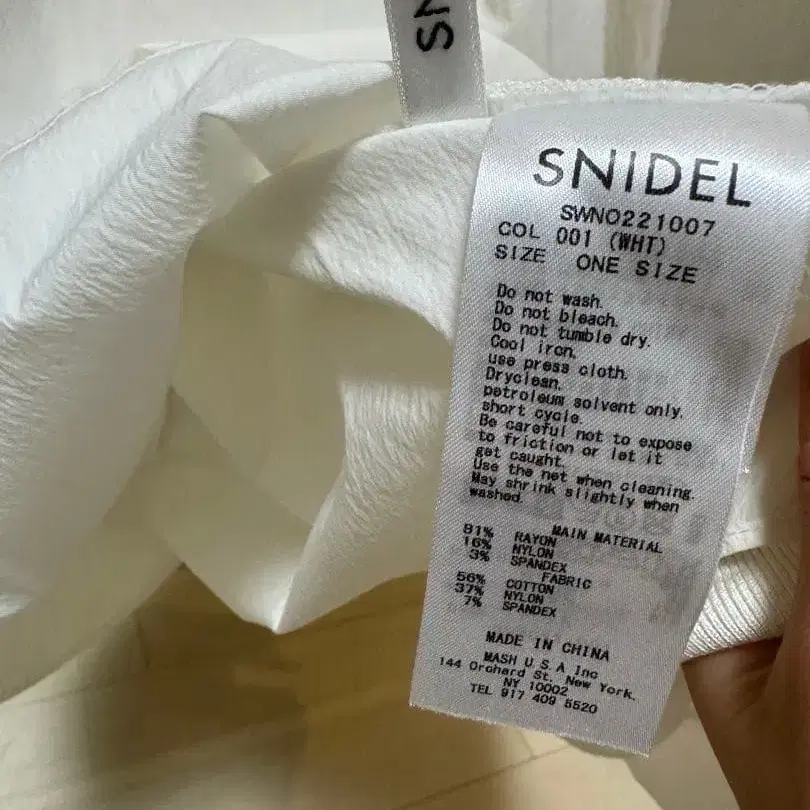 SN
SNIDEL
SWNO221007
COL 001 (WHT)
SIZE ONE SIZE
Do not wash.
Do not bleach.
Do not tumble dry.
Cool iron.
use press cloth.
Dryclean.
petroleum solvent only.
short cycle.
Be careful not to expose
to friction or let it
get caught.
Use the net when cleaning.
May shrink slightly when
washed.
MAIN MATERIAL
81% RAYON
16% NYLON
3% SPANDEX
FABRIC
56% COTTON
37% NYLON
7% SPANDEX
MADE IN CHINA
MASH U.S.A Inc
144 Orchard St. New York.
NY 10002
TEL 917 409 5520